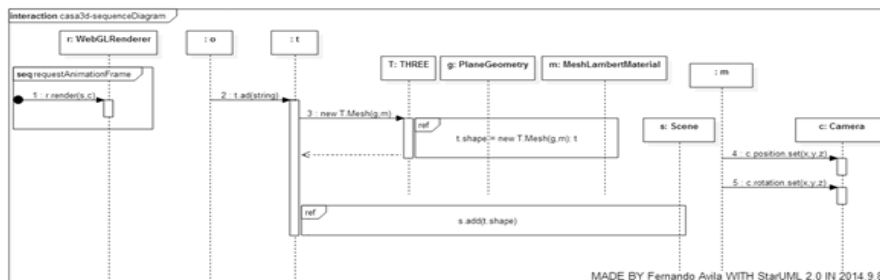 interaction casa3d-sequenceDiagram
r: WebGLRenderer
: o
: t
T: THREE
g: PlaneGeometry
m: MeshLambertMaterial
: m
s: Scene
c: Camera
seq requestAnimationFrame
1 : r.render(s,c)
2 : t.ad(string)
3 : new T.Mesh(g,m)
ref
t.shape:= new T.Mesh(g,m): t
4 : c.position.set(x,y,z)
5 : c.rotation.set(x,y,z)
ref
s.add(t.shape)
MADE BY Fernando Avila WITH StarUML 2.0 IN 2014.9.8